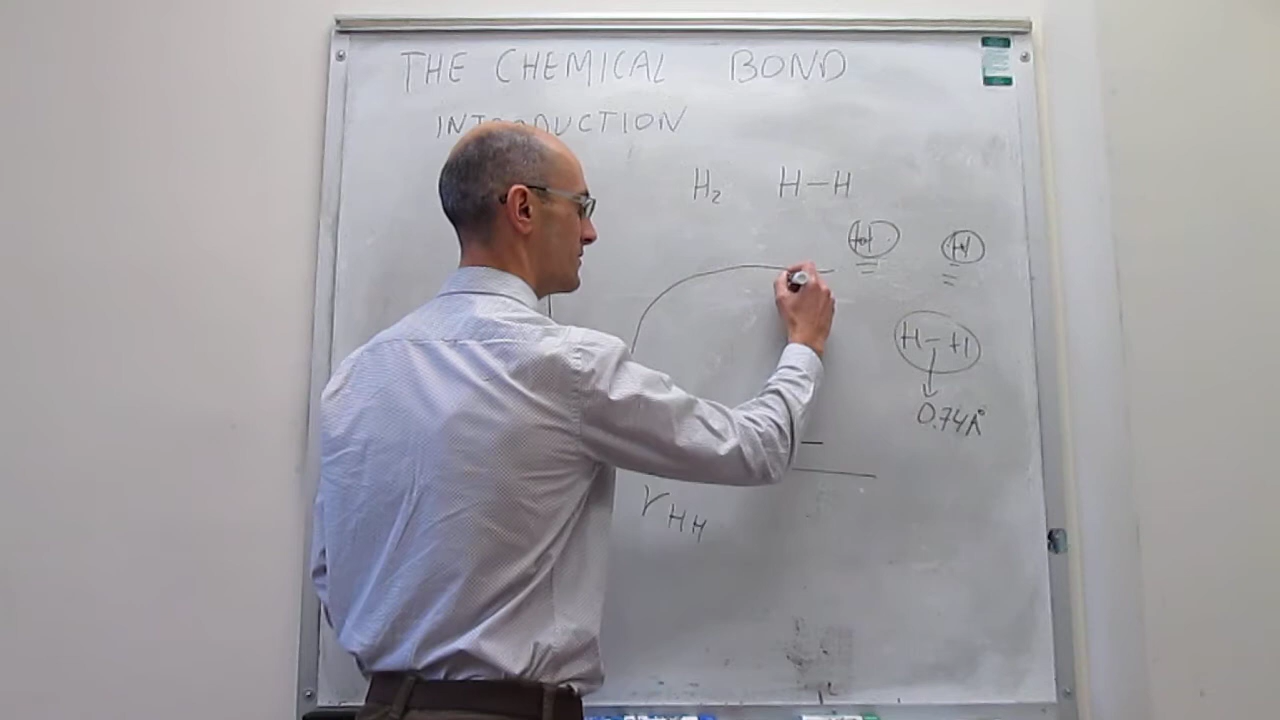 THE CHEMICAL BOND
INTRODUCTION
H₂ H–H
H H
H–H
0.74Å
r HH